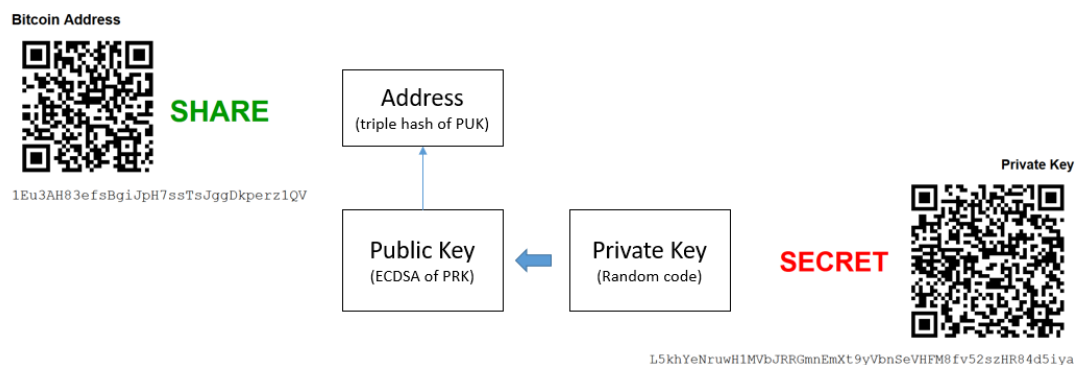 Bitcoin Address
SHARE
1Eu3AH83efsBgiJpH7ssTsJggDkperz1QV
Address
(triple hash of PUK)
Public Key
(ECDSA of PRK)
Private Key
(Random code)
Private Key
SECRET
L5khYeNruwH1MVbJRRGmnEmXt9yVbnSeVHFM8fv52szHR84d5iya